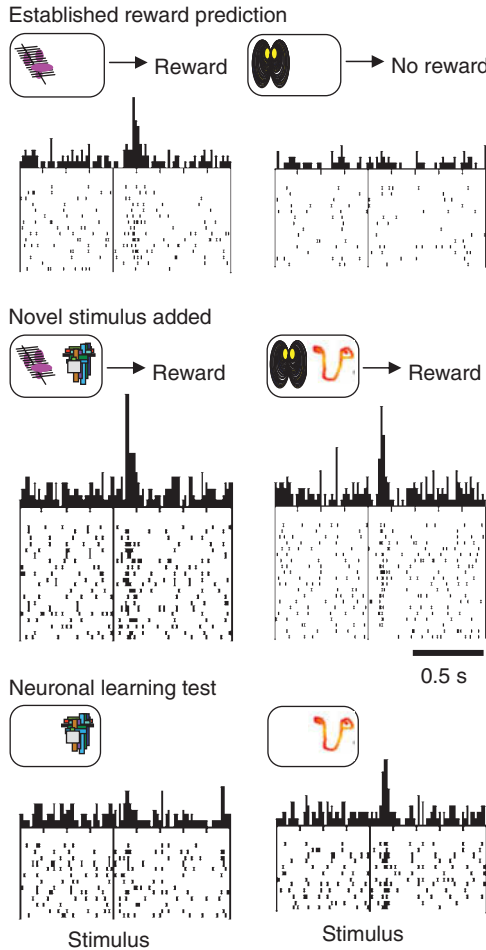 Established reward prediction
Reward
No reward
Novel stimulus added
Reward
Reward
0.5 s
Neuronal learning test
Stimulus
Stimulus